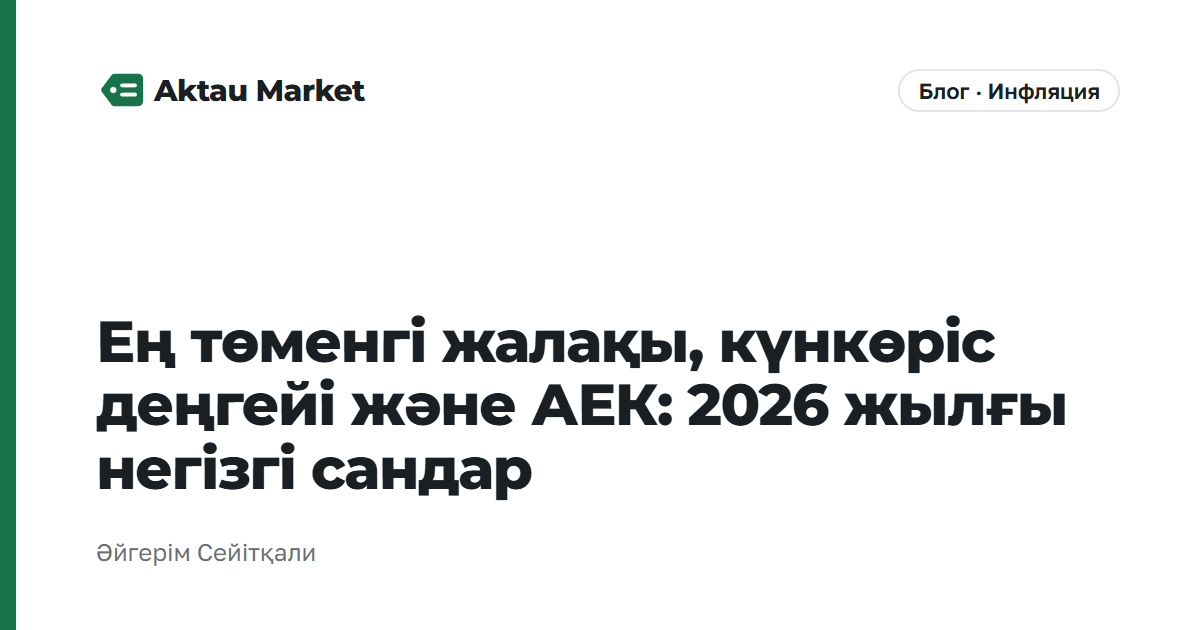 Aktau Market
Блог · Инфляция
Ең төменгі жалақы, күнкөріс
деңгейі және АЕК: 2026 жылғы
негізгі сандар
Әйгерім Сейітқали